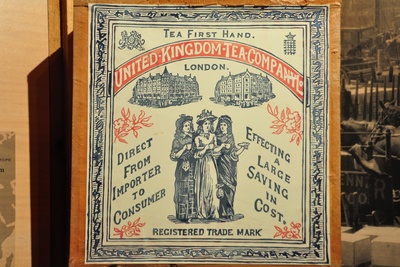 TEA FIRST HAND.
UNITED·KINGDOM·TEA·COMPANY
LONDON.
DIRECT
FROM
IMPORTER
TO
CONSUMER
EFFECTING
A
LARGE
SAVING
IN
COST.
REGISTERED TRADE MARK